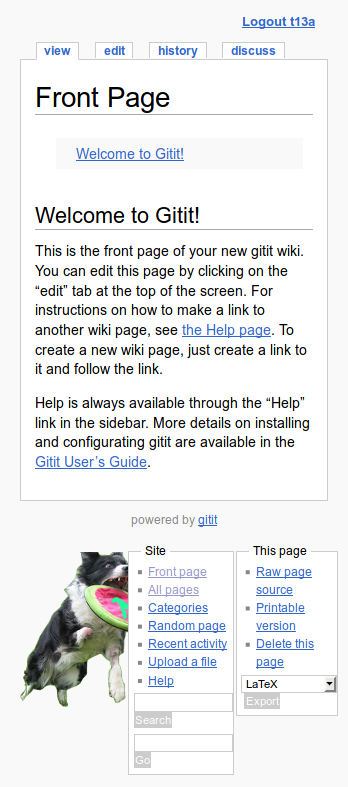 Logout t13a
view edit history discuss
Front Page
Welcome to Gitit!
Welcome to Gitit!
This is the front page of your new gitit wiki.
You can edit this page by clicking on the
“edit” tab at the top of the screen. For
instructions on how to make a link to
another wiki page, see the Help page. To
create a new wiki page, just create a link to
it and follow the link.
Help is always available through the “Help”
link in the sidebar. More details on installing
and configurating gitit are available in the
Gitit User’s Guide.
powered by gitit
Site
Front page
All pages
Categories
Random page
Recent activity
Upload a file
Help
Search
Go
This page
Raw page
source
Printable
version
Delete this
page
LaTeX
Export